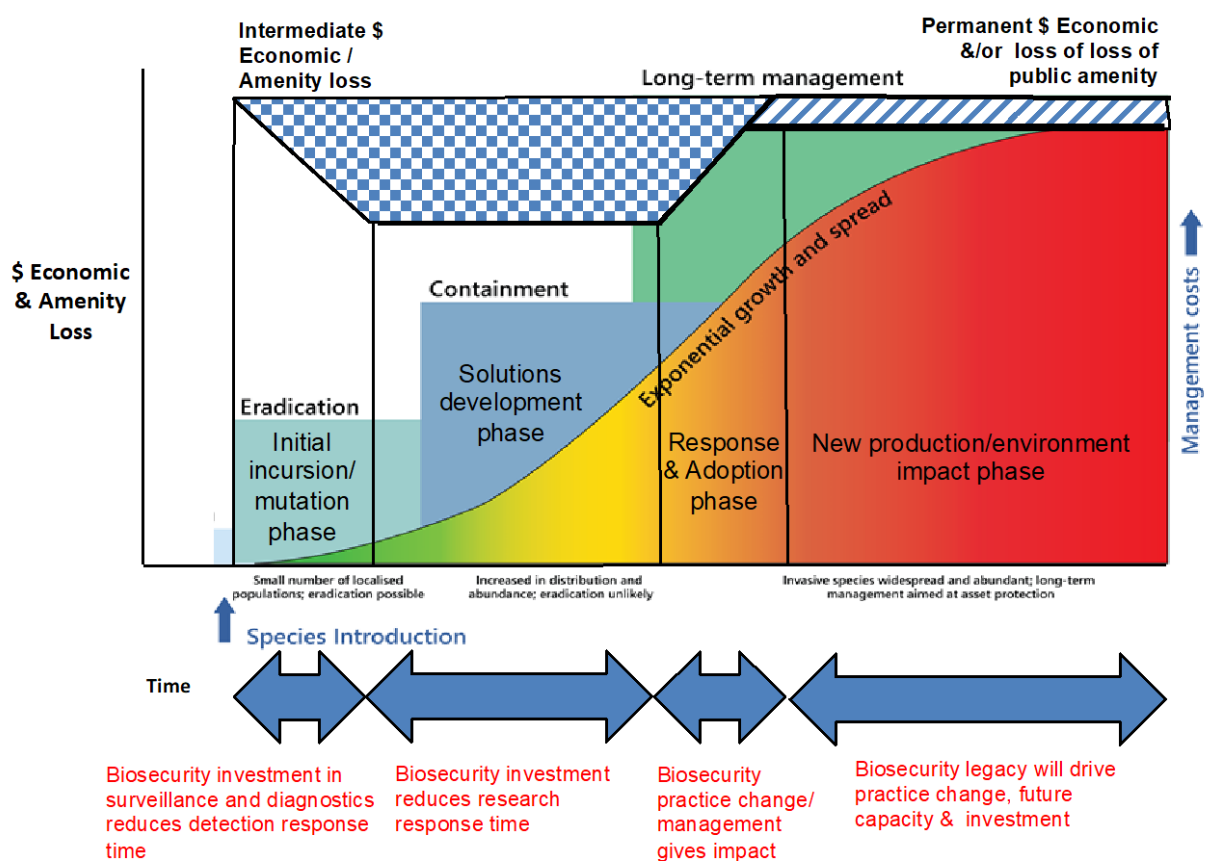 Intermediate $
Economic /
Amenity loss
Permanent $ Economic
&/or loss of loss of
public amenity
Long-term management
$ Economic
& Amenity
Loss
Management costs
Containment
Exponential growth and spread
Solutions
development
phase
Eradication
Initial
incursion/
mutation
phase
Response
& Adoption
phase
New production/environment
impact phase
Small number of localised
populations; eradication possible
Increased in distribution and
abundance; eradication unlikely
Invasive species widespread and abundant; long-term
management aimed at asset protection
Species Introduction
Time
Biosecurity investment in
surveillance and diagnostics
reduces detection response
time
Biosecurity investment
reduces research
response time
Biosecurity
practice change/
management
gives impact
Biosecurity legacy will drive
practice change, future
capacity & investment